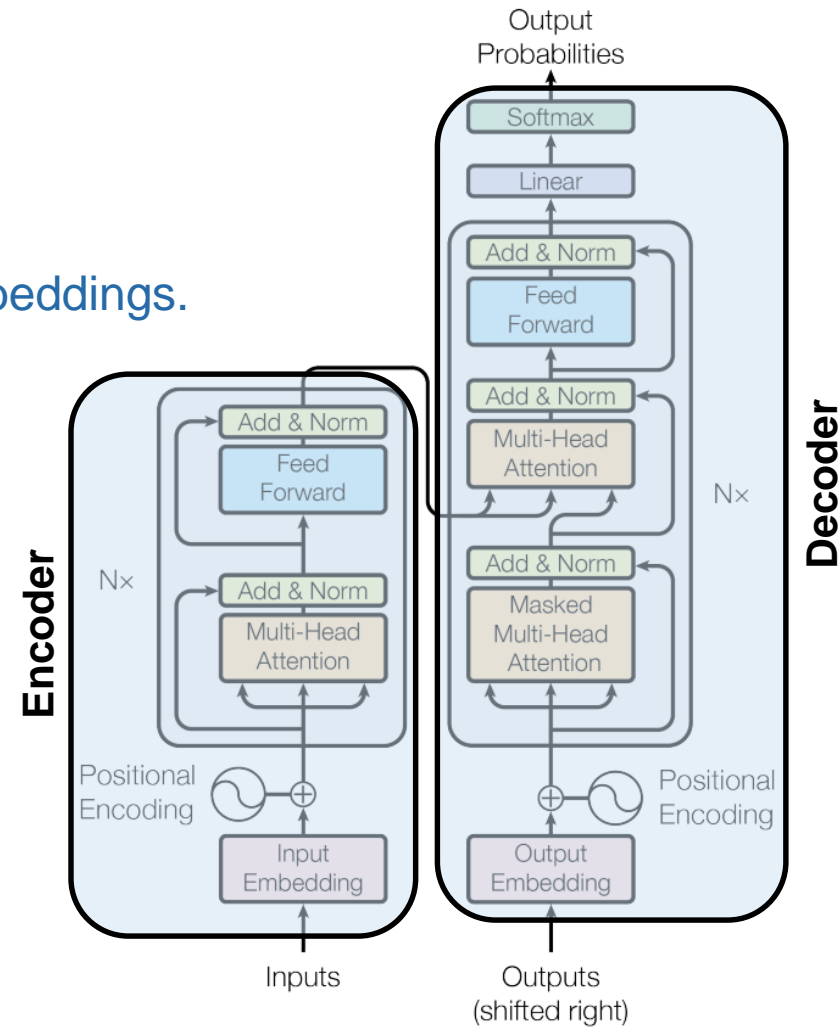 Output
Probabilities
Softmax
Linear
Add & Norm
Feed
Forward
Add & Norm
Multi-Head
Attention
Add & Norm
Masked
Multi-Head
Attention
Nx
Decoder
Positional
Encoding
Output
Embedding
Outputs
(shifted right)
beddings.
Add & Norm
Feed
Forward
Add & Norm
Multi-Head
Attention
Nx
Encoder
Positional
Encoding
Input
Embedding
Inputs